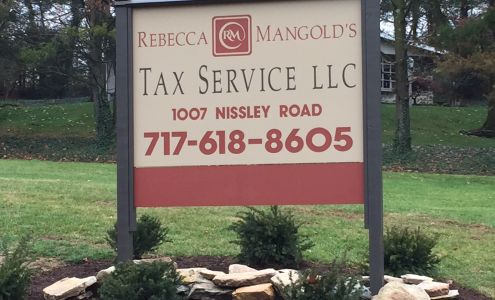 REBECCA RM MANGOLD'S
TAX SERVICE LLC
1007 NISSLEY ROAD
717-618-8605